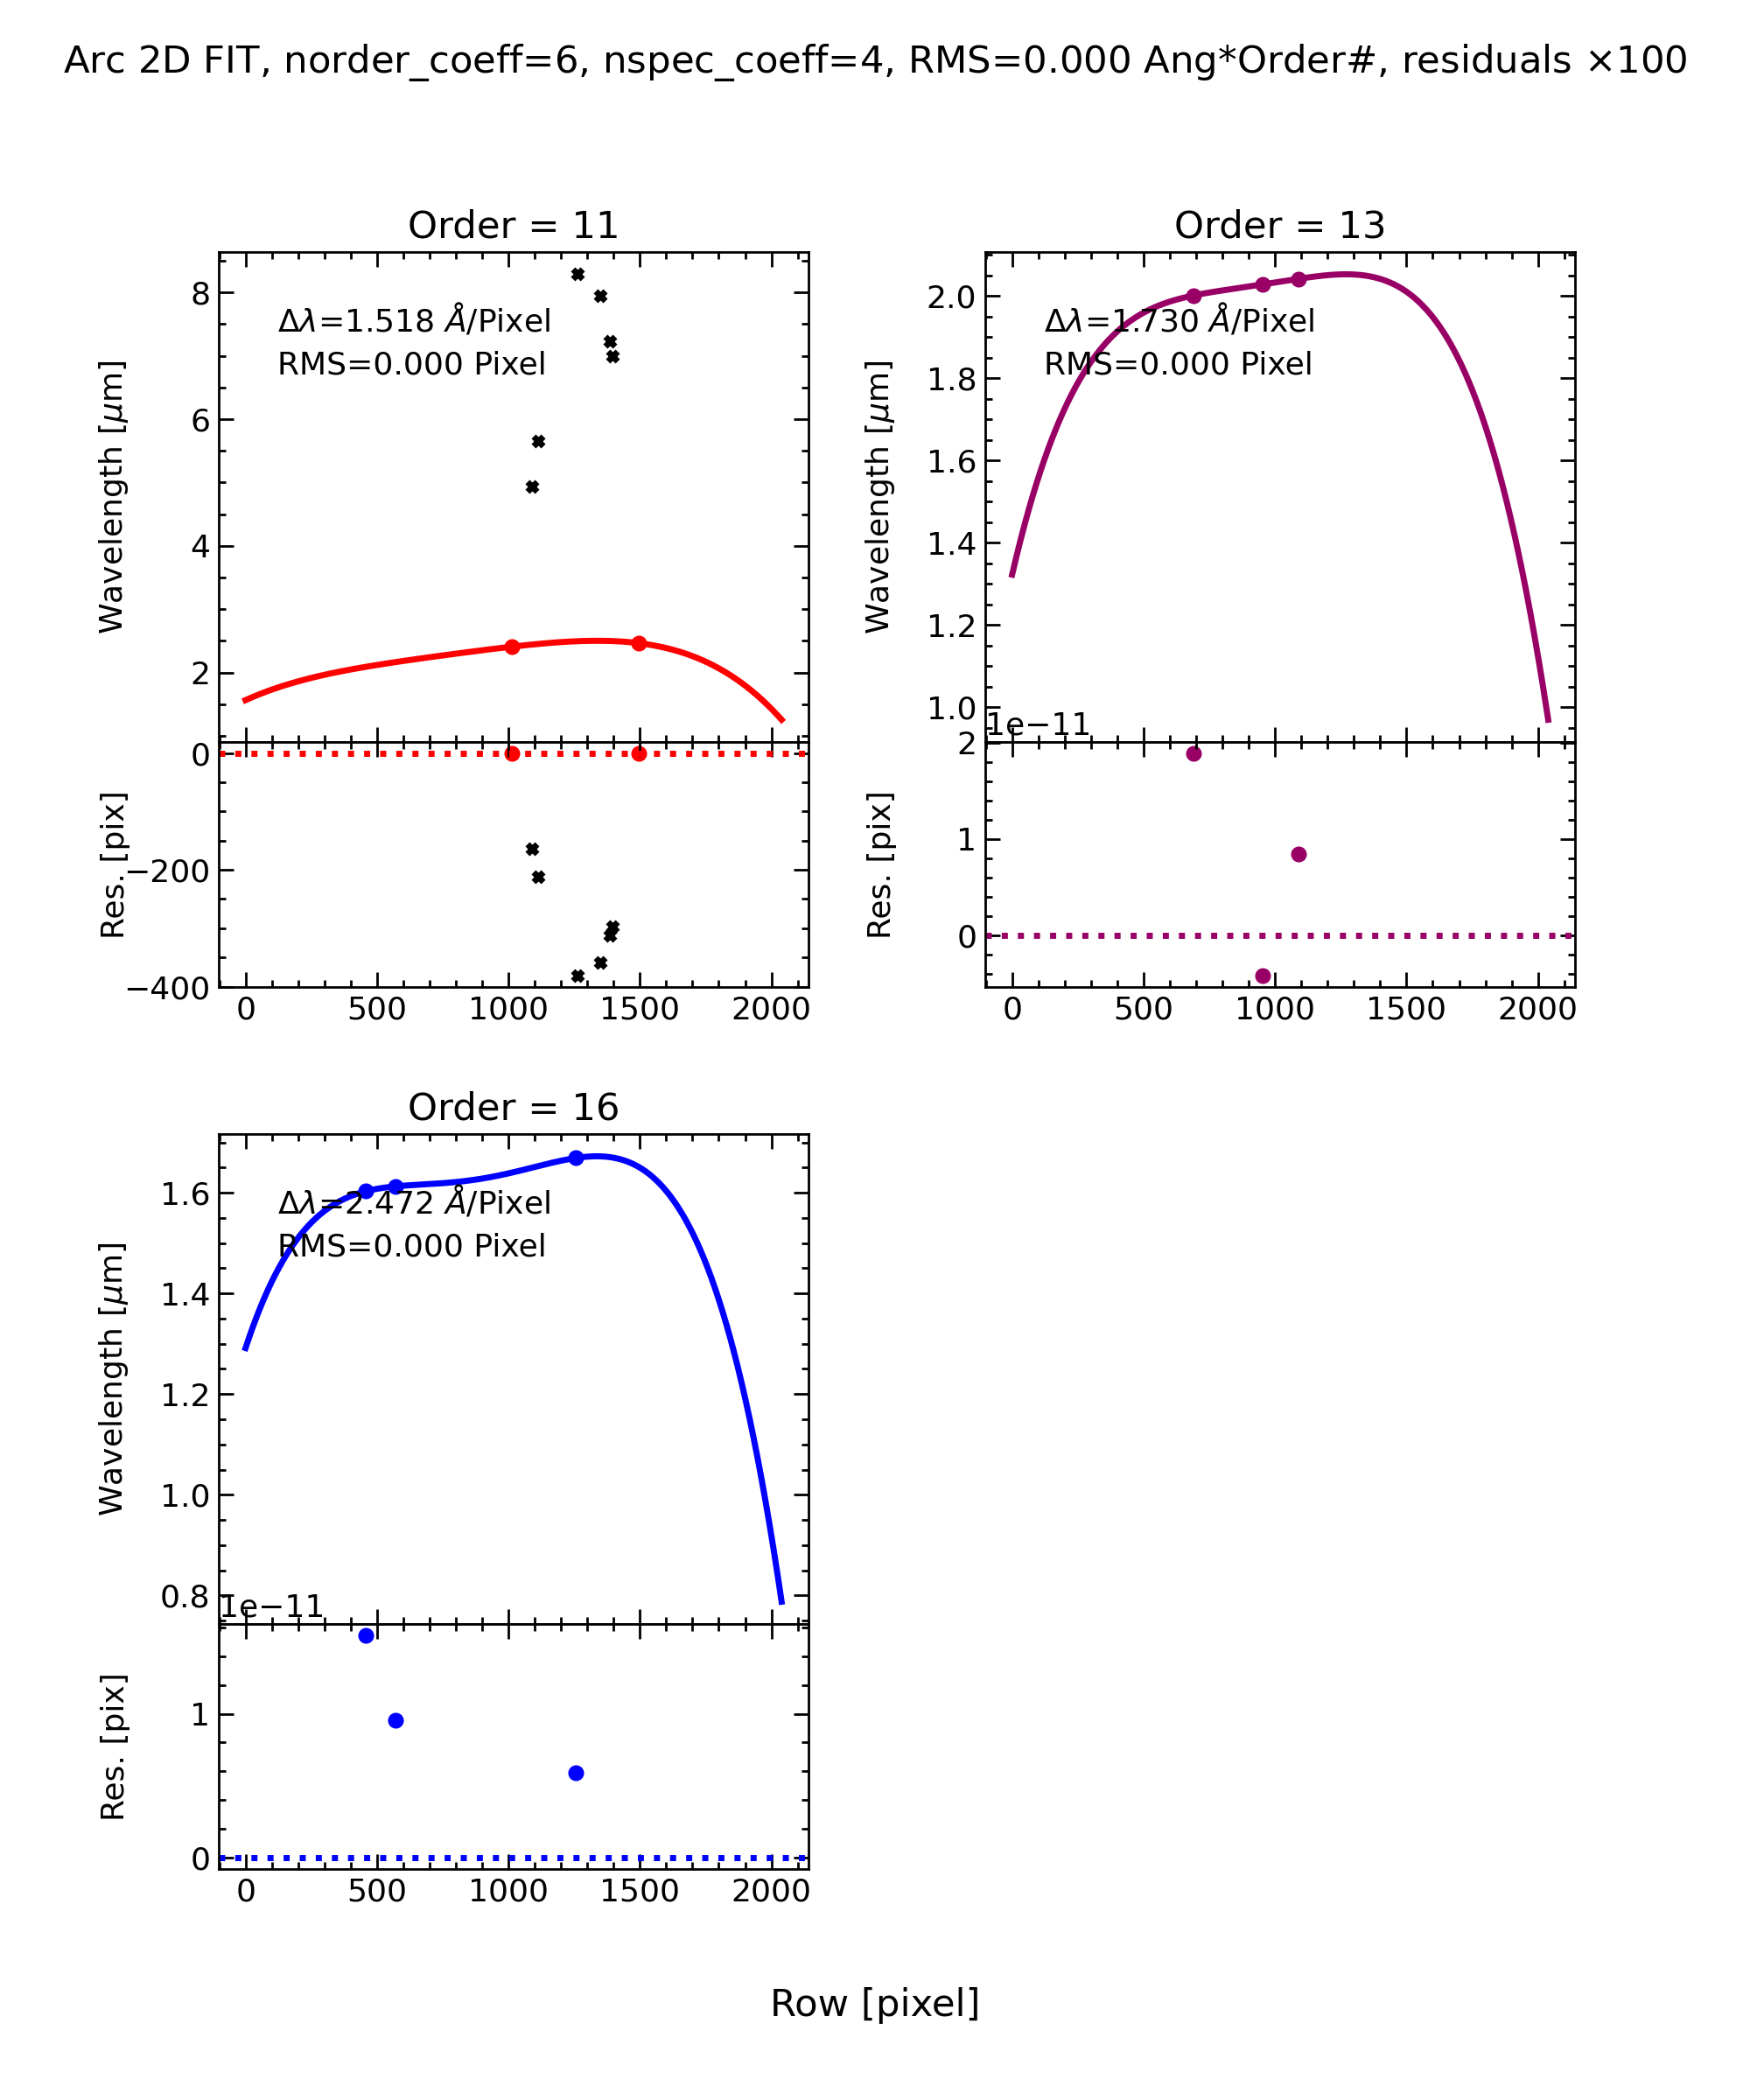 Arc 2D FIT, norder_coeff=6, nspec_coeff=4, RMS=0.000 Ang*Order#, residuals ×100
Order = 11
Δλ=1.518 Å/Pixel
RMS=0.000 Pixel
Wavelength [μm]
8
6
4
2
Res. [pix]
0
−200
−400
0 500 1000 1500 2000
Order = 13
Δλ=1.730 Å/Pixel
RMS=0.000 Pixel
Wavelength [μm]
2.0
1.8
1.6
1.4
1.2
1.0
1e−11
Res. [pix]
2
1
0
0 500 1000 1500 2000
Order = 16
Δλ=2.472 Å/Pixel
RMS=0.000 Pixel
Wavelength [μm]
1.6
1.4
1.2
1.0
0.8
1e−11
Res. [pix]
1
0
0 500 1000 1500 2000
Row [pixel]